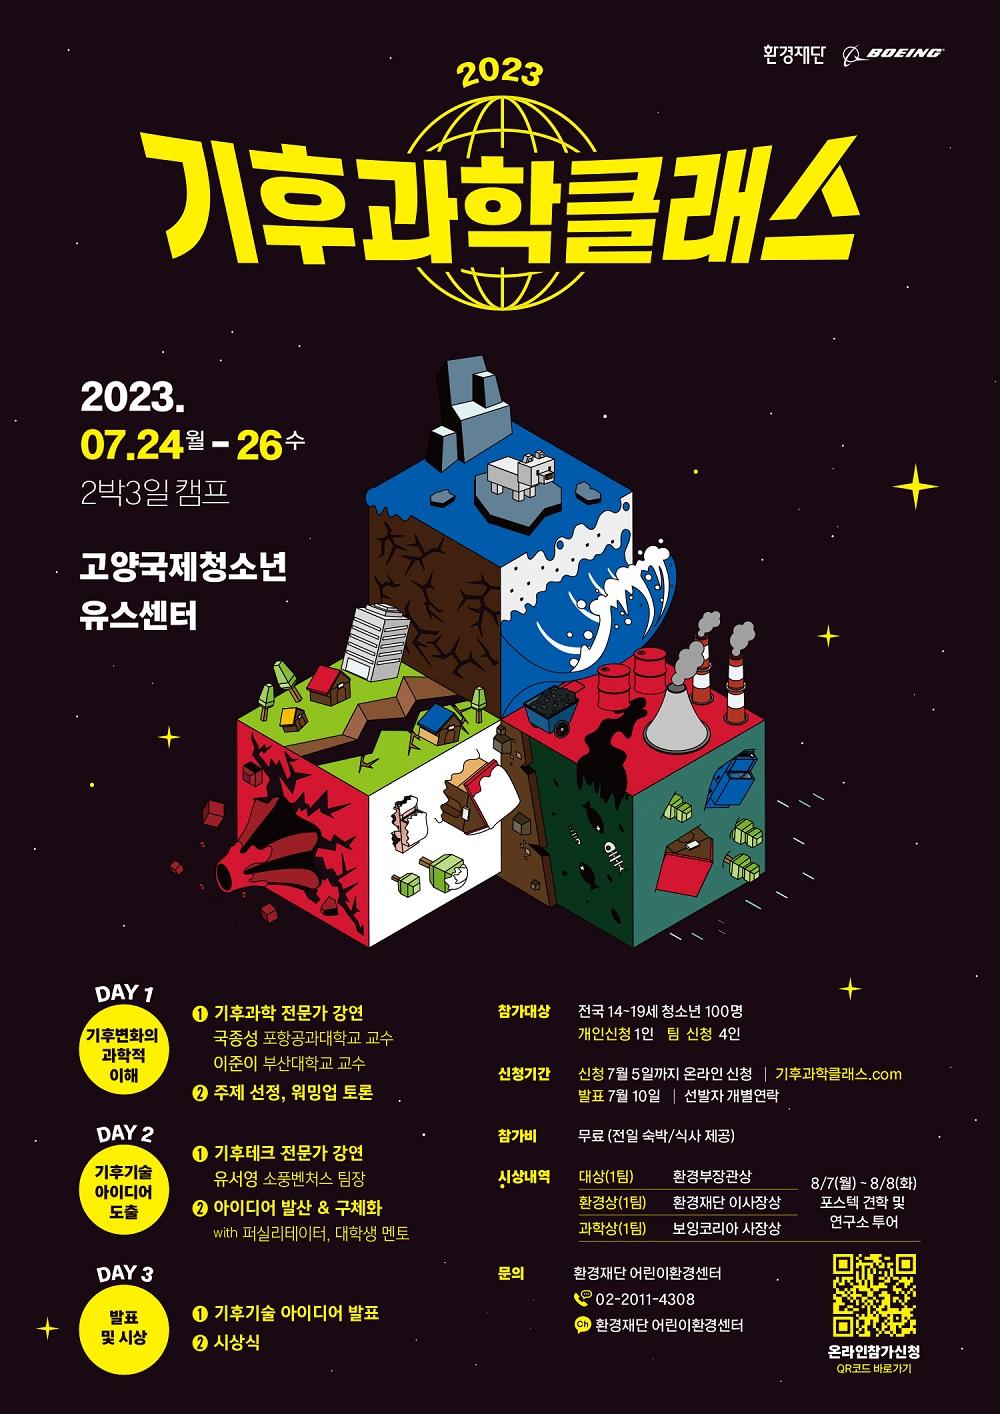 환경재단 BOEING
2023
기후과학클래스
2023.
07.24월 - 26수
2박3일 캠프
고양국제청소년
유스센터
DAY 1
기후변화의
과학적
이해
1 기후과학 전문가 강연
국종성 포항공과대학교 교수
이준이 부산대학교 교수
2 주제 선정, 워밍업 토론
DAY 2
기후기술
아이디어
도출
1 기후테크 전문가 강연
유서영 소풍벤처스 팀장
2 아이디어 발산 & 구체화
with 퍼실리테이터, 대학생 멘토
DAY 3
발표
및 시상
1 기후기술 아이디어 발표
2 시상식
참가대상 전국 14~19세 청소년 100명
개인신청 1인 팀 신청 4인
신청기간 신청 7월 5일까지 온라인 신청 | 기후과학클래스.com
발표 7월 10일 | 선발자 개별연락
참가비 무료 (전일 숙박/식사 제공)
시상내역 대상(1팀) 환경부장관상
환경상(1팀) 환경재단 이사장상
과학상(1팀) 보잉코리아 사장상
8/7(월) ~ 8/8(화)
포스텍 견학 및
연구소 투어
문의 환경재단 어린이환경센터
02-2011-4308
Ch 환경재단 어린이환경센터
온라인참가신청
QR코드 바로가기